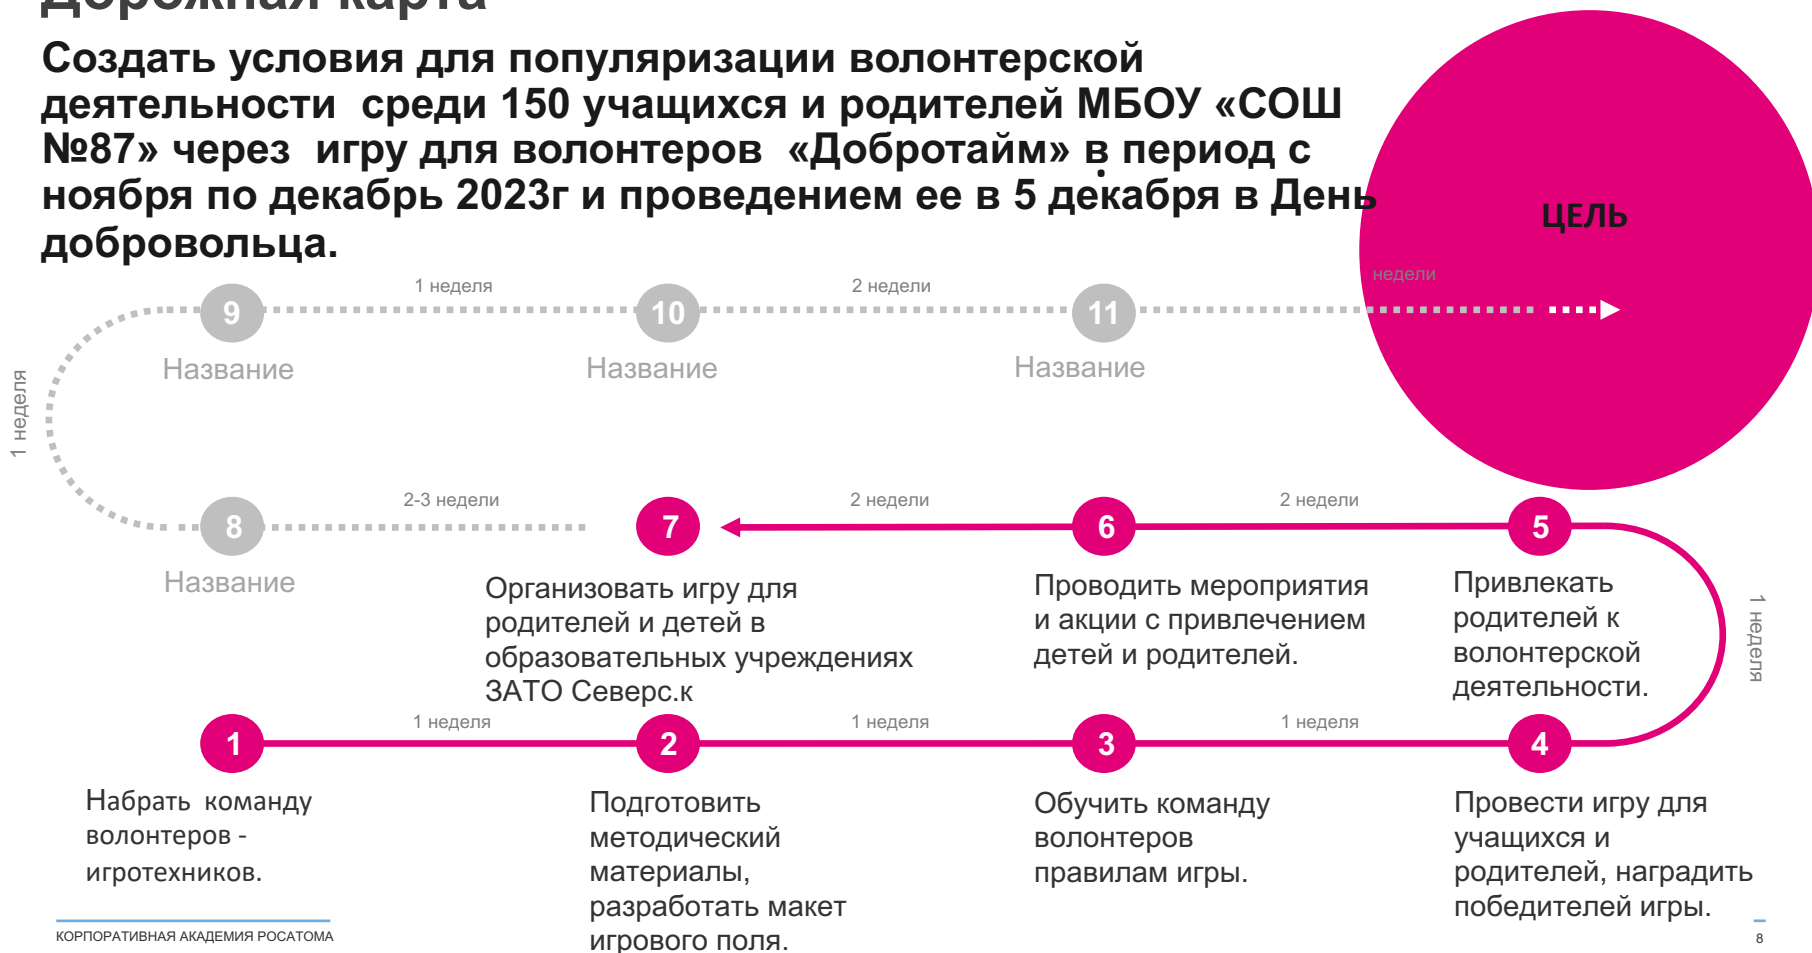 Дорожная карта
Создать условия для популяризации волонтерской
деятельности среди 150 учащихся и родителей МБОУ «СОШ
№87» через игру для волонтеров «Добротайм» в период с
ноября по декабрь 2023г и проведением ее в 5 декабря в День
добровольца.
.
ЦЕЛЬ
1 неделя
2 недели
недели
9
10
11
Название
Название
Название
1 неделя
2-3 недели
2 недели
2 недели
8
7
6
5
Название
Организовать игру для
родителей и детей в
образовательных учреждениях
ЗАТО Северс.к
Проводить мероприятия
и акции с привлечением
детей и родителей.
Привлекать
родителей к
волонтерской
деятельности.
1 неделя
1 неделя
1 неделя
1 неделя
1
2
3
4
Набрать команду
волонтеров -
игротехников.
Подготовить
методический
материалы,
разработать макет
игрового поля.
Обучить команду
волонтеров
правилам игры.
Провести игру для
учащихся и
родителей, наградить
победителей игры.
КОРПОРАТИВНАЯ АКАДЕМИЯ РОСАТОМА
8